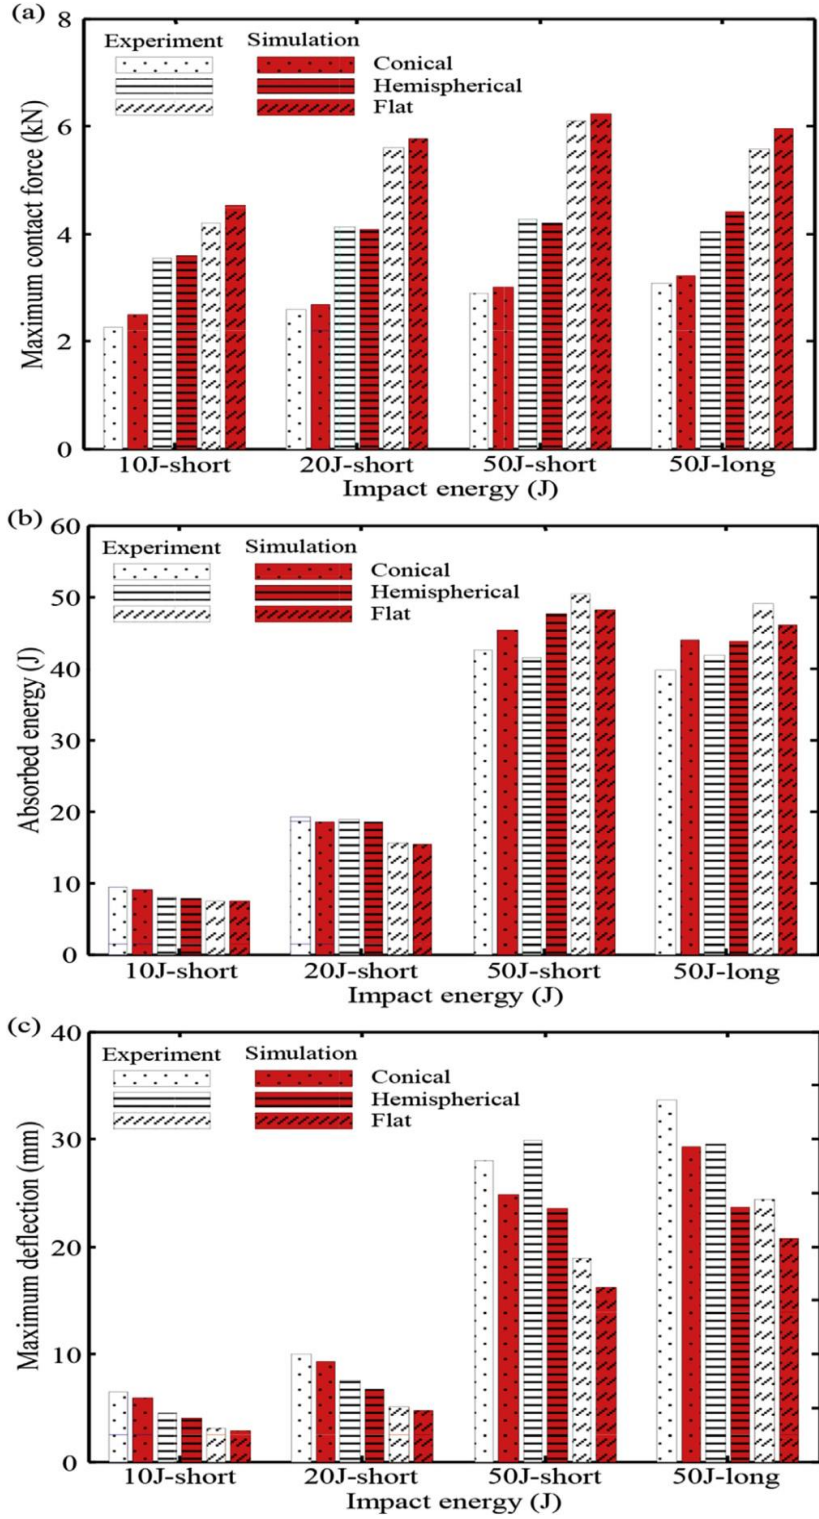 (a)
8
6
4
2
0
Maximum contact force (kN)
Experiment Simulation
Conical
Hemispherical
Flat
10J-short 20J-short 50J-short 50J-long
Impact energy (J)
(b)
60
50
40
30
20
10
0
Absorbed energy (J)
Experiment Simulation
Conical
Hemispherical
Flat
10J-short 20J-short 50J-short 50J-long
Impact energy (J)
(c)
40
30
20
10
0
Maximum deflection (mm)
Experiment Simulation
Conical
Hemispherical
Flat
10J-short 20J-short 50J-short 50J-long
Impact energy (J)